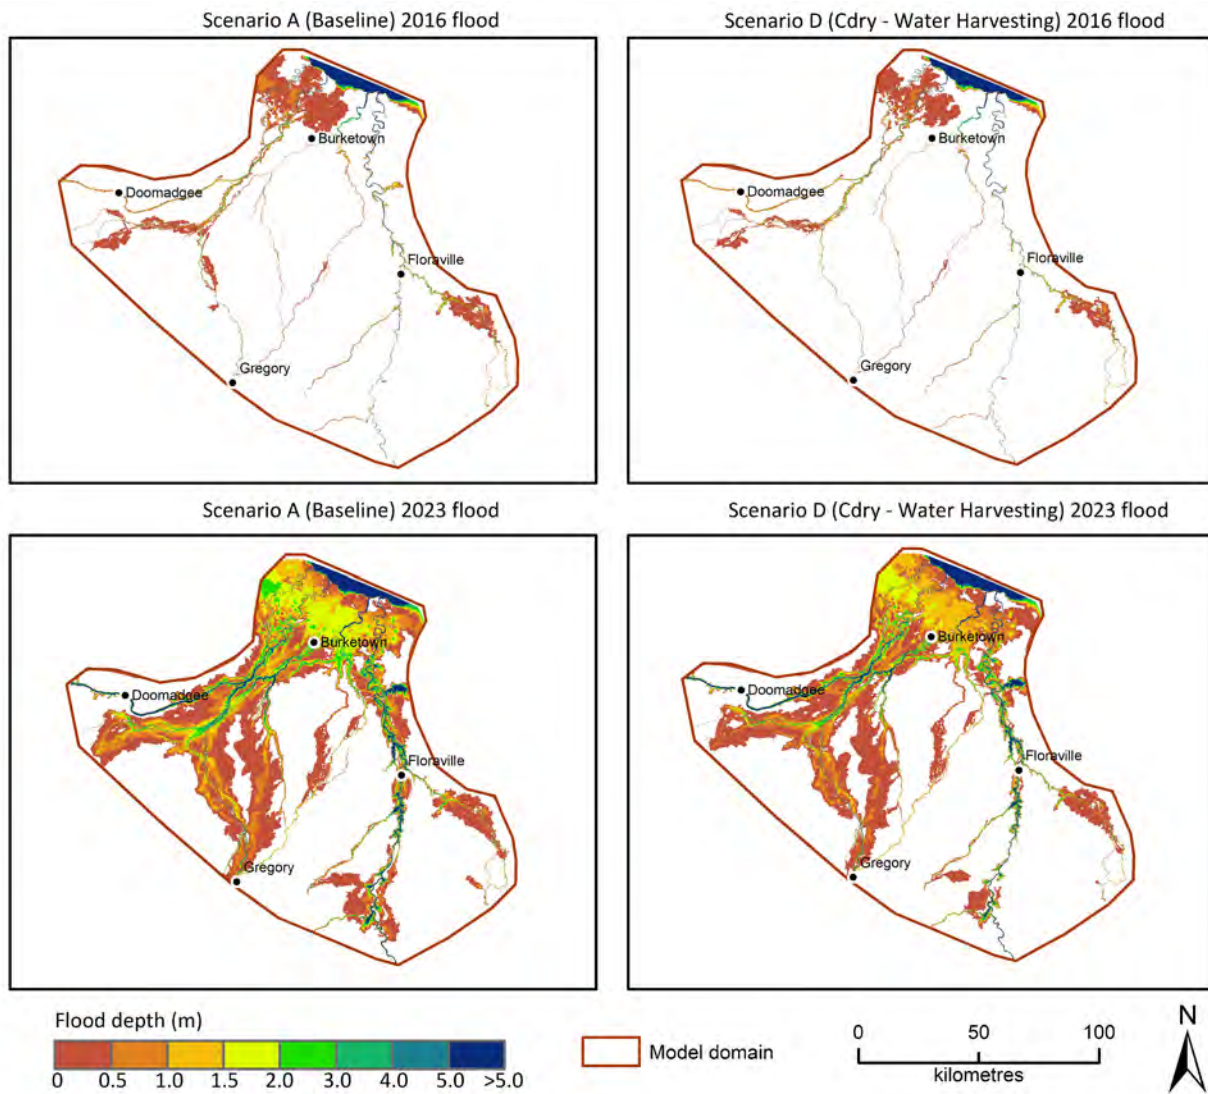 Scenario A (Baseline) 2016 flood
Scenario D (Cdry - Water Harvesting) 2016 flood
Burketown
Doomadgee
Floraville
Gregory
Burketown
Doomadgee
Floraville
Gregory
Scenario A (Baseline) 2023 flood
Scenario D (Cdry - Water Harvesting) 2023 flood
Burketown
Doomadgee
Floraville
Gregory
Burketown
Doomadgee
Floraville
Gregory
Flood depth (m)
0 0.5 1.0 1.5 2.0 3.0 4.0 5.0 >5.0
Model domain
0 50 100
kilometres
N